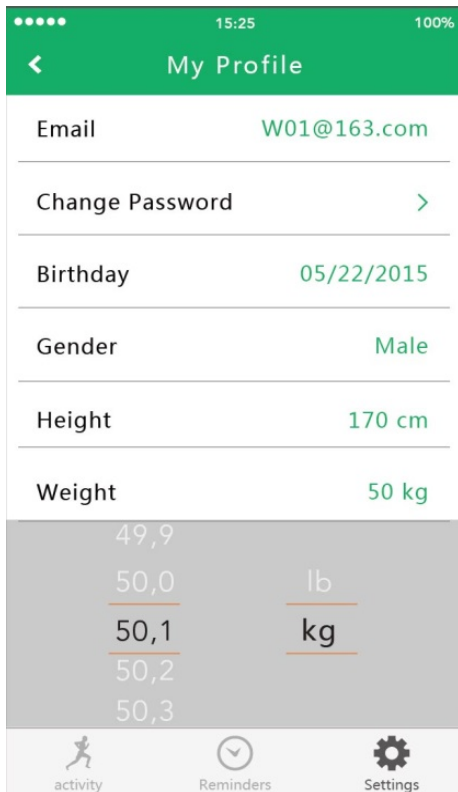 15:25 100%
My Profile
Email W01@163.com
Change Password
Birthday 05/22/2015
Gender Male
Height 170 cm
Weight 50 kg
49,9
50,0 lb
50,1 kg
50,2
50,3
activity Reminders Settings